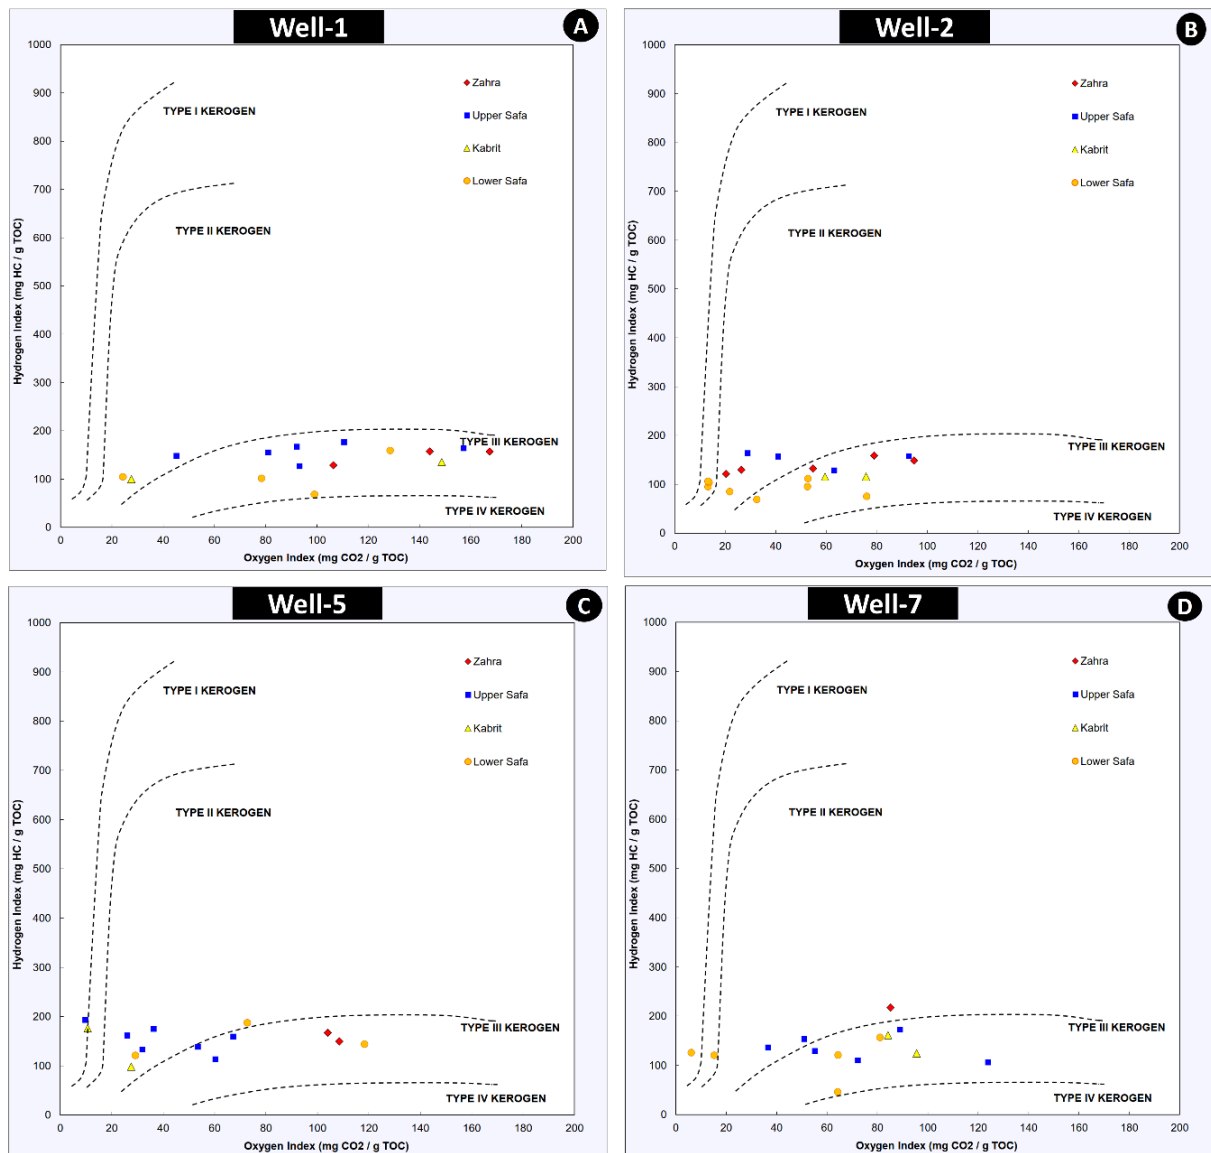 Well-1
A
1000
900
800
700
600
500
400
300
200
100
0
Hydrogen Index (mg HC / g TOC)
TYPE I KEROGEN
TYPE II KEROGEN
TYPE III KEROGEN
TYPE IV KEROGEN
Zahra
Upper Safa
Kabrit
Lower Safa
0 20 40 60 80 100 120 140 160 180 200
Oxygen Index (mg CO2 / g TOC)
Well-2
B
1000
900
800
700
600
500
400
300
200
100
0
Hydrogen Index (mg HC / g TOC)
TYPE I KEROGEN
TYPE II KEROGEN
TYPE III KEROGEN
TYPE IV KEROGEN
Zahra
Upper Safa
Kabrit
Lower Safa
0 20 40 60 80 100 120 140 160 180 200
Oxygen Index (mg CO2 / g TOC)
Well-5
C
1000
900
800
700
600
500
400
300
200
100
0
Hydrogen Index (mg HC / g TOC)
TYPE I KEROGEN
TYPE II KEROGEN
TYPE III KEROGEN
TYPE IV KEROGEN
Zahra
Upper Safa
Kabrit
Lower Safa
0 20 40 60 80 100 120 140 160 180 200
Oxygen Index (mg CO2 / g TOC)
Well-7
D
1000
900
800
700
600
500
400
300
200
100
0
Hydrogen Index (mg HC / g TOC)
TYPE I KEROGEN
TYPE II KEROGEN
TYPE III KEROGEN
TYPE IV KEROGEN
Zahra
Upper Safa
Kabrit
Lower Safa
0 20 40 60 80 100 120 140 160 180 200
Oxygen Index (mg CO2 / g TOC)